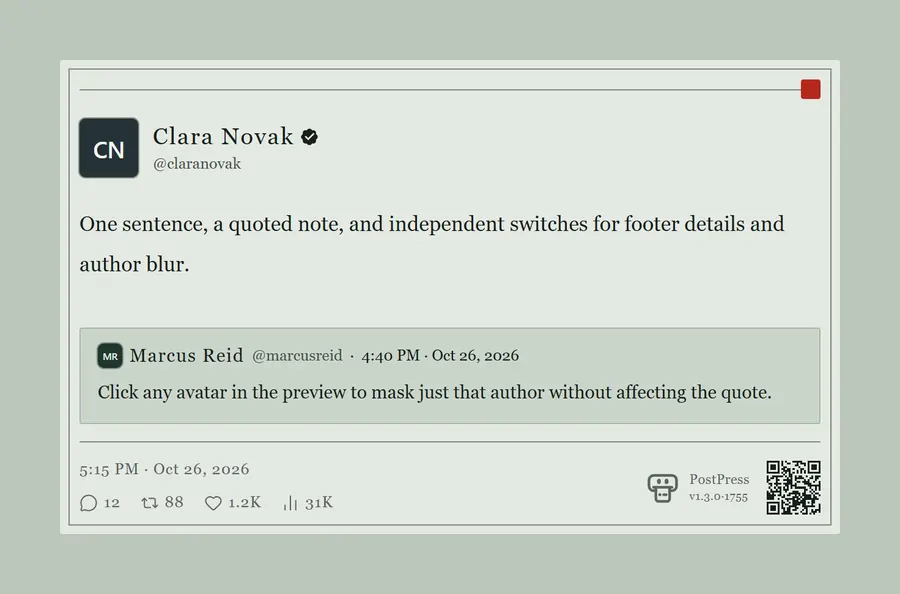 CN
Clara Novak
@claranovak
One sentence, a quoted note, and independent switches for footer details and
author blur.
MR Marcus Reid @marcusreid · 4:40 PM · Oct 26, 2026
Click any avatar in the preview to mask just that author without affecting the quote.
5:15 PM · Oct 26, 2026
12 88 1.2K 31K
PostPress
v1.3.0-1755